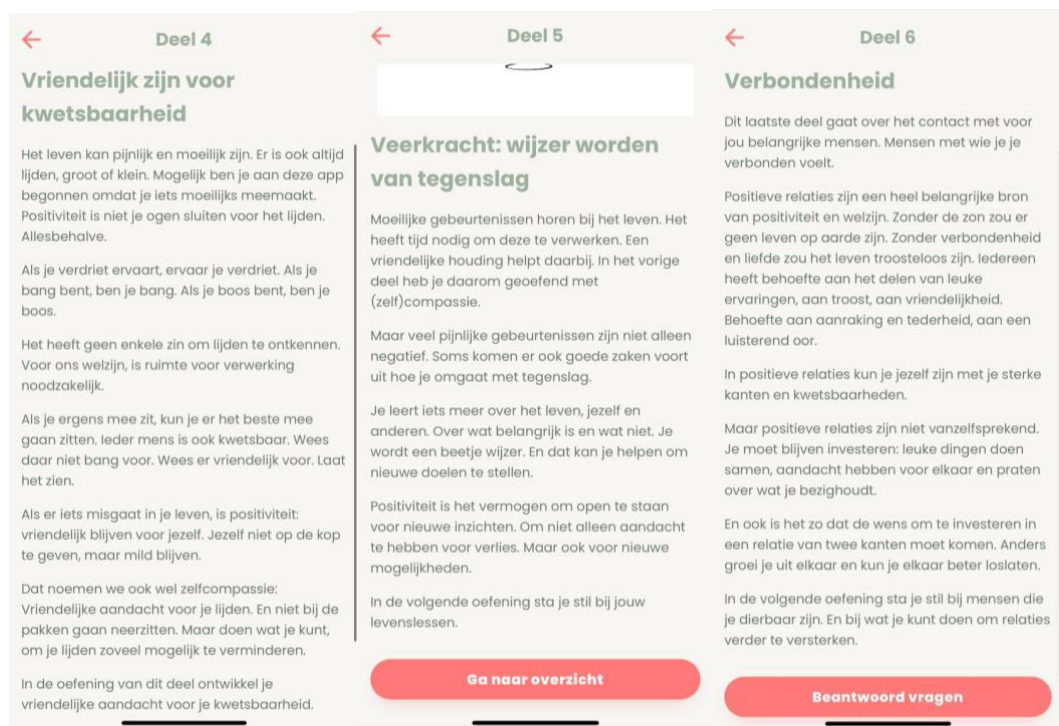 Deel 4
Vriendelijk zijn voor
kwetsbaarheid
Het leven kan pijnlijk en moeilijk zijn. Er is ook altijd
lijden, groot of klein. Mogelijk ben je aan deze app
begonnen omdat je iets moeilijks meemaakt.
Positiviteit is niet je ogen sluiten voor het lijden.
Allesbehalve.
Als je verdriet ervaart, ervaar je verdriet. Als je
bang bent, ben je bang. Als je boos bent, ben je
boos.
Het heeft geen enkele zin om lijden te ontkennen.
Voor ons welzijn, is ruimte voor verwerking
noodzakelijk.
Als je ergens mee zit, kun je er het beste mee
gaan zitten. Ieder mens is ook kwetsbaar. Wees
daar niet bang voor. Wees er vriendelijk voor. Laat
het zien.
Als er iets misgaat in je leven, is positiviteit:
vriendelijk blijven voor jezelf. Jezelf niet op de kop
te geven, maar mild blijven.
Dat noemen we ook wel zelfcompassie:
Vriendelijke aandacht voor je lijden. En niet bij de
pakken gaan neerzitten. Maar doen wat je kunt,
om je lijden zoveel mogelijk te verminderen.
In de oefening van dit deel ontwikkel je
vriendelijke aandacht voor je kwetsbaarheid.
Deel 5
Veerkracht: wijzer worden
van tegenslag
Moeilijke gebeurtenissen horen bij het leven. Het
heeft tijd nodig om deze te verwerken. Een
vriendelijke houding helpt daarbij. In het vorige
deel heb je daarom geoefend met
(zelf)compassie.
Maar veel pijnlijke gebeurtenissen zijn niet alleen
negatief. Soms komen er ook goede zaken voort
uit hoe je omgaat met tegenslag.
Je leert iets meer over het leven, jezelf en
anderen. Over wat belangrijk is en wat niet. Je
wordt een beetje wijzer. En dat kan je helpen om
nieuwe doelen te stellen.
Positiviteit is het vermogen om open te staan
voor nieuwe inzichten. Om niet alleen aandacht
te hebben voor verlies. Maar ook voor nieuwe
mogelijkheden.
In de volgende oefening sta je stil bij jouw
levenslessen.
Ga naar overzicht
Deel 6
Verbondenheid
Dit laatste deel gaat over het contact met voor
jou belangrijke mensen. Mensen met wie je je
verbonden voelt.
Positieve relaties zijn een heel belangrijke bron
van positiviteit en welzijn. Zonder de zon zou er
geen leven op aarde zijn. Zonder verbondenheid
en liefde zou het leven troosteloos zijn. Iedereen
heeft behoefte aan het delen van leuke
ervaringen, aan troost, aan vriendelijkheid.
Behoefte aan aanraking en tederheid, aan een
luisterend oor.
In positieve relaties kun je jezelf zijn met je sterke
kanten en kwetsbaarheden.
Maar positieve relaties zijn niet vanzelfsprekend.
Je moet blijven investeren: leuke dingen doen
samen, aandacht hebben voor elkaar en praten
over wat je bezighoudt.
En ook is het zo dat de wens om te investeren in
een relatie van twee kanten moet komen. Anders
groei je uit elkaar en kun je elkaar beter loslaten.
In de volgende oefening sta je stil bij mensen die
je dierbaar zijn. En bij wat je kunt doen om relaties
verder te versterken.
Beantwoord vragen